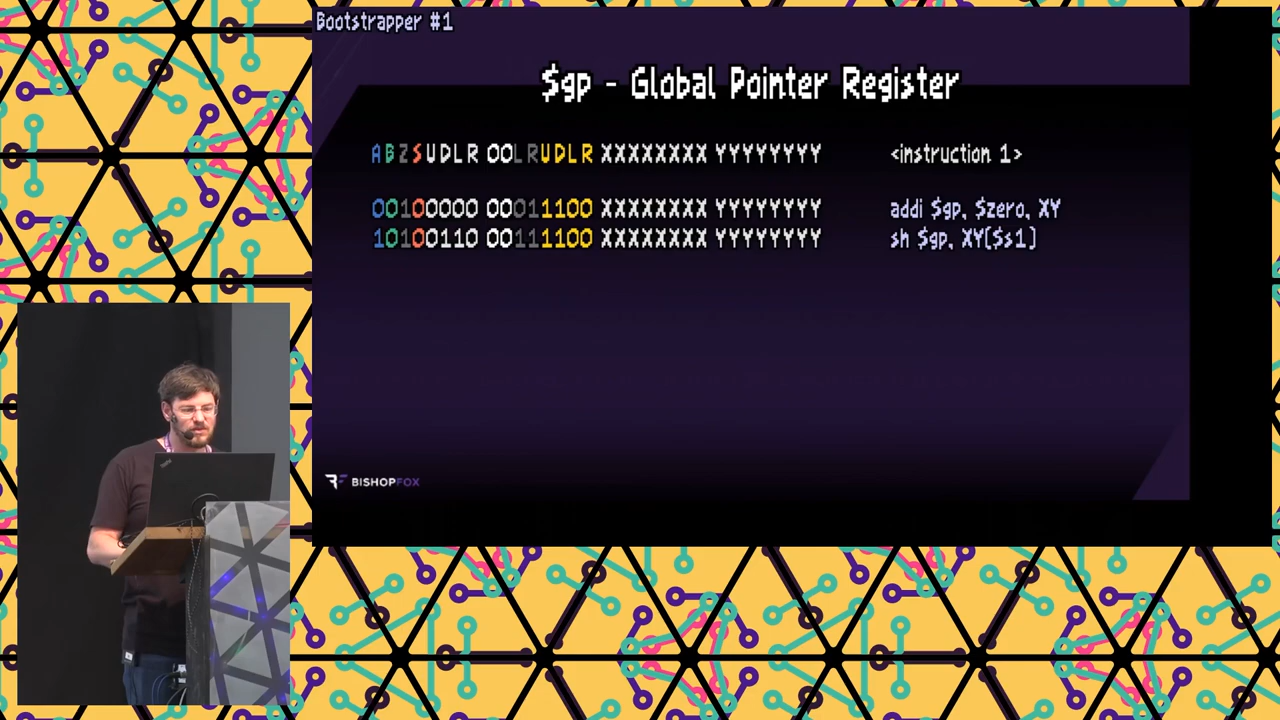 Bootstrapper #1
$gp - Global Pointer Register
ABZSUDLR 00LRUDLR XXXXXXXX YYYYYYYY <instruction 1>
00100000 00011100 XXXXXXXX YYYYYYYY addi $gp, $zero, XY
10100110 00111100 XXXXXXXX YYYYYYYY sh $gp, XY[$s1]
BISHOPFOX